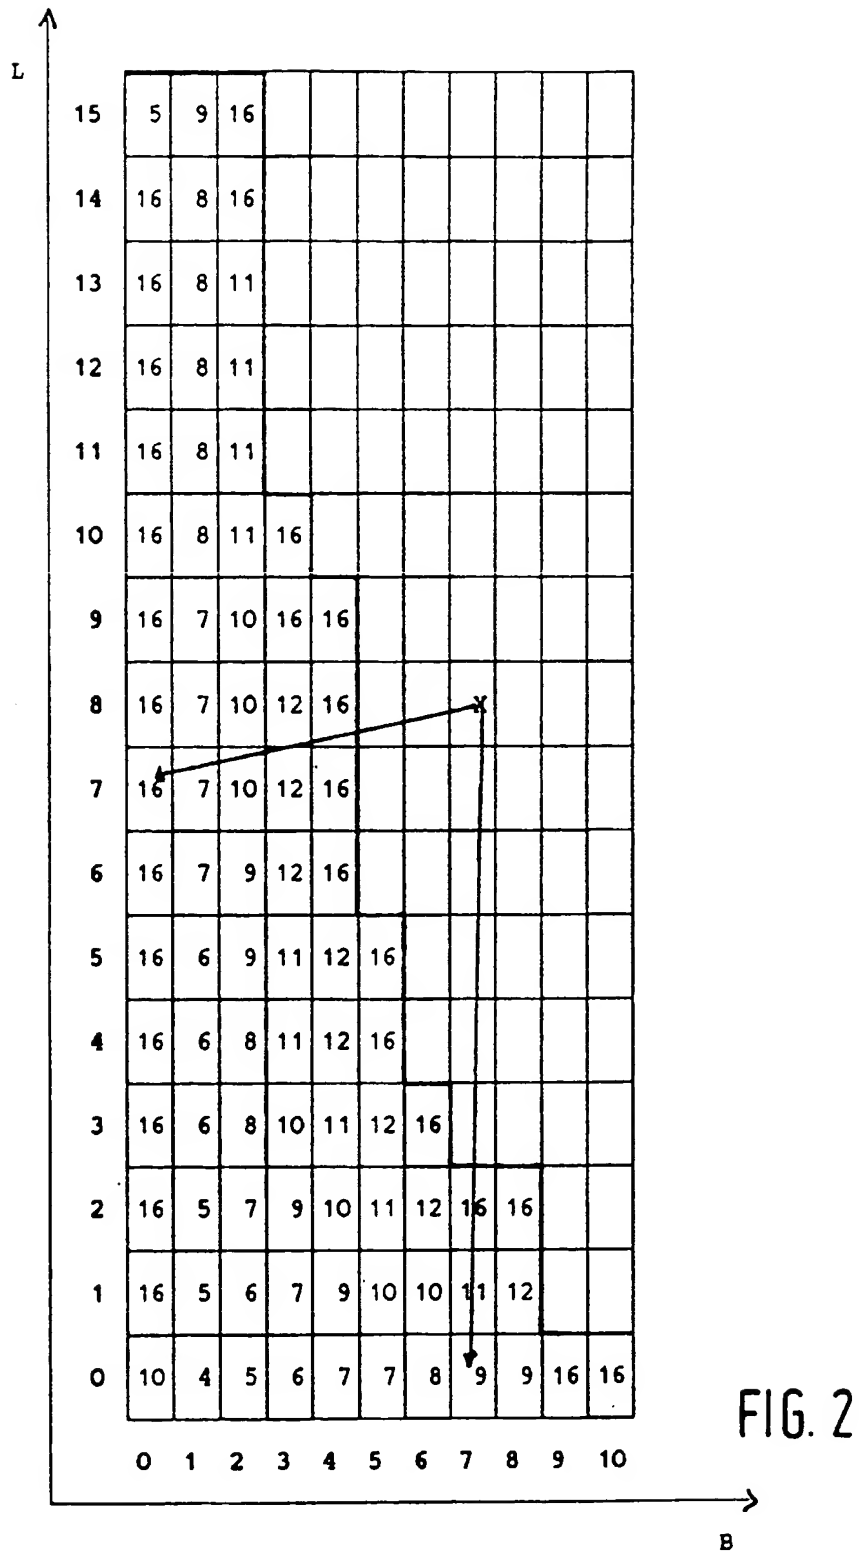 L
15 5 9 16
14 16 8 16
13 16 8 11
12 16 8 11
11 16 8 11
10 16 8 11 16
9 16 7 10 16 16
8 16 7 10 12 16 X
7 16 7 10 12 16
6 16 7 9 12 16
5 16 6 9 11 12 16
4 16 6 8 11 12 16
3 16 6 8 10 11 12 16
2 16 5 7 9 10 11 12 16 16
1 16 5 6 7 9 10 10 11 12
0 10 4 5 6 7 7 8 9 9 16 16
0 1 2 3 4 5 6 7 8 9 10
B
FIG. 2